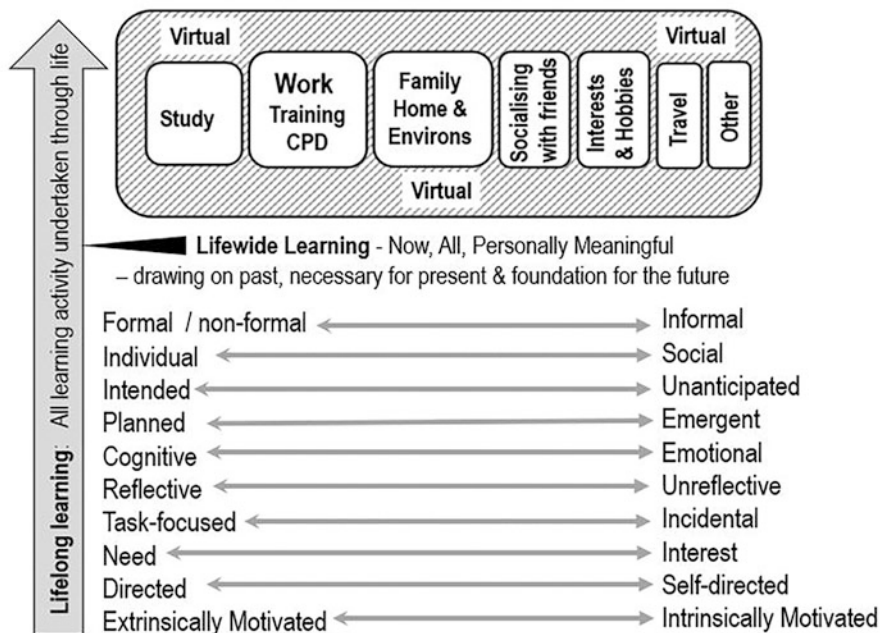 Lifelong learning: All learning activity undertaken through life
Virtual
Virtual
Study
Work
Training
CPD
Family
Home &
Environs
Socialising
with friends
Interests
& Hobbies
Travel
Other
Virtual
Lifewide Learning - Now, All, Personally Meaningful
– drawing on past, necessary for present & foundation for the future
Formal / non-formal
Informal
Individual
Social
Intended
Unanticipated
Planned
Emergent
Cognitive
Emotional
Reflective
Unreflective
Task-focused
Incidental
Need
Interest
Directed
Self-directed
Extrinsically Motivated
Intrinsically Motivated